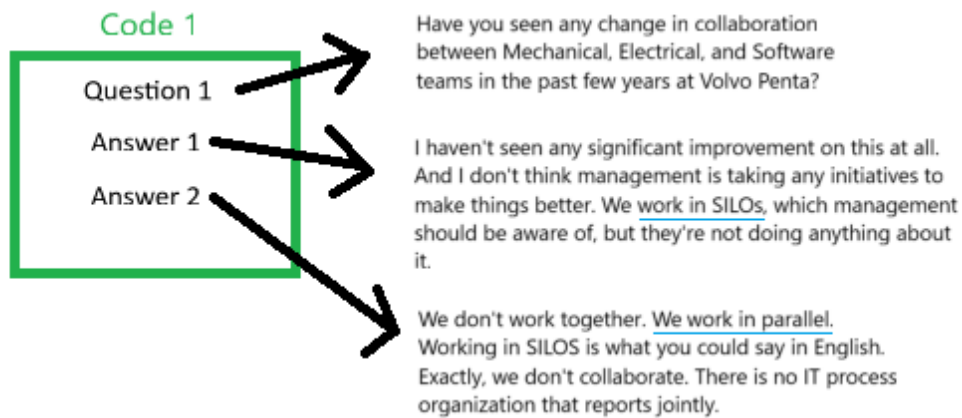 Code 1
Question 1
Answer 1
Answer 2
Have you seen any change in collaboration
between Mechanical, Electrical, and Software
teams in the past few years at Volvo Penta?
I haven't seen any significant improvement on this at all.
And I don't think management is taking any initiatives to
make things better. We work in SILOs, which management
should be aware of, but they're not doing anything about
it.
We don't work together. We work in parallel.
Working in SILOS is what you could say in English.
Exactly, we don't collaborate. There is no IT process
organization that reports jointly.